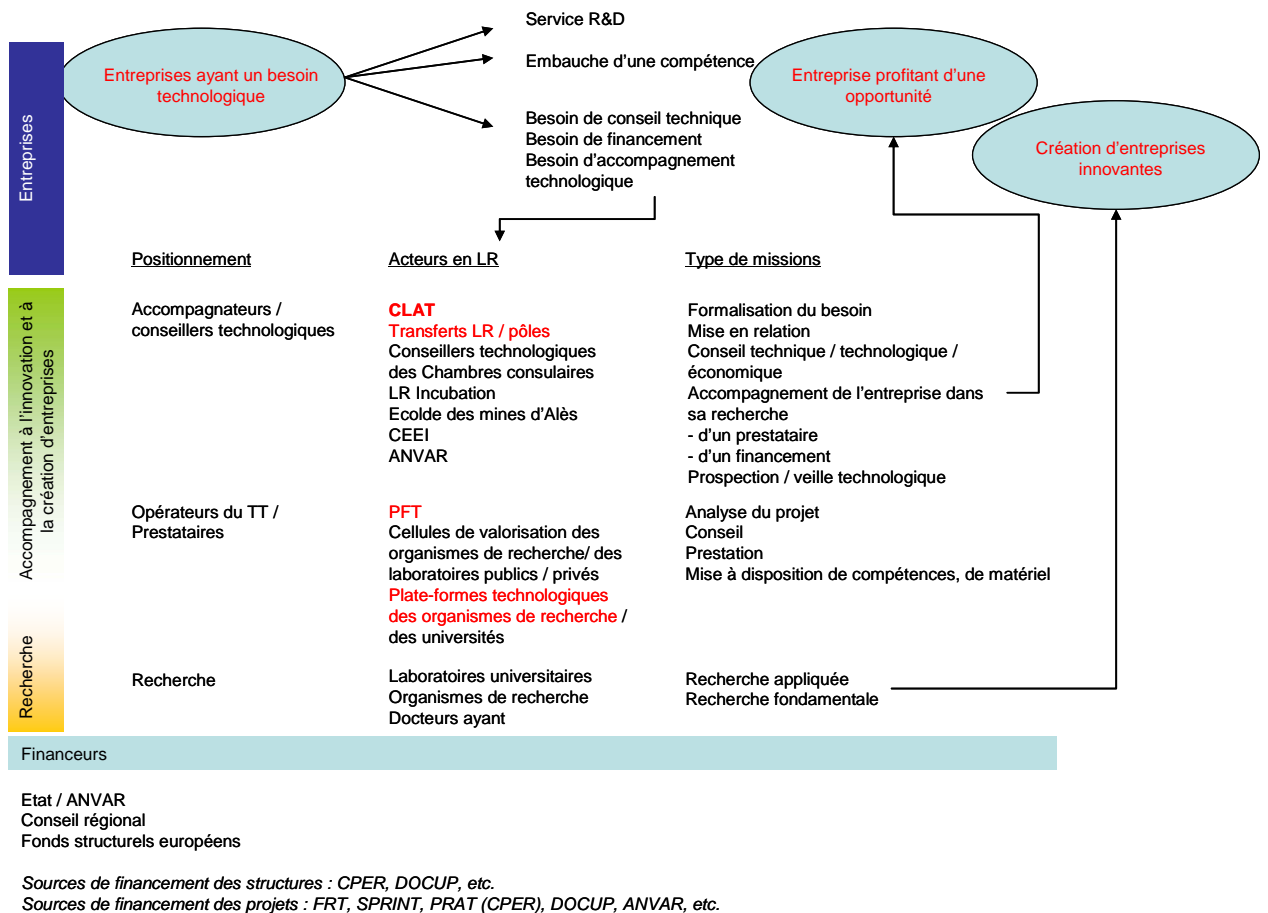 Service R&D
Embauche d'une compétence
Entreprises ayant un besoin
technologique
Entreprise profitant d'une
opportunité
Besoin de conseil technique
Besoin de financement
Besoin d'accompagnement
technologique
Création d'entreprises
innovantes
Entreprises
Positionnement
Acteurs en LR
Type de missions
Accompagnement à l'innovation et à
la création d'entreprises
Accompagnateurs /
conseillers technologiques
CLAT
Transferts LR / pôles
Conseillers technologiques
des Chambres consulaires
LR Incubation
Ecolde des mines d'Alès
CEEI
ANVAR
Formalisation du besoin
Mise en relation
Conseil technique / technologique /
économique
Accompagnement de l'entreprise dans
sa recherche
- d'un prestataire
- d'un financement
Prospection / veille technologique
Opérateurs du TT /
Prestataires
PFT
Cellules de valorisation des
organismes de recherche/ des
laboratoires publics / privés
Plate-formes technologiques
des organismes de recherche /
des universités
Analyse du projet
Conseil
Prestation
Mise à disposition de compétences, de matériel
Recherche
Recherche
Laboratoires universitaires
Organismes de recherche
Docteurs ayant
Recherche appliquée
Recherche fondamentale
Financeurs
Etat / ANVAR
Conseil régional
Fonds structurels européens
Sources de financement des structures : CPER, DOCUP, etc.
Sources de financement des projets : FRT, SPRINT, PRAT (CPER), DOCUP, ANVAR, etc.